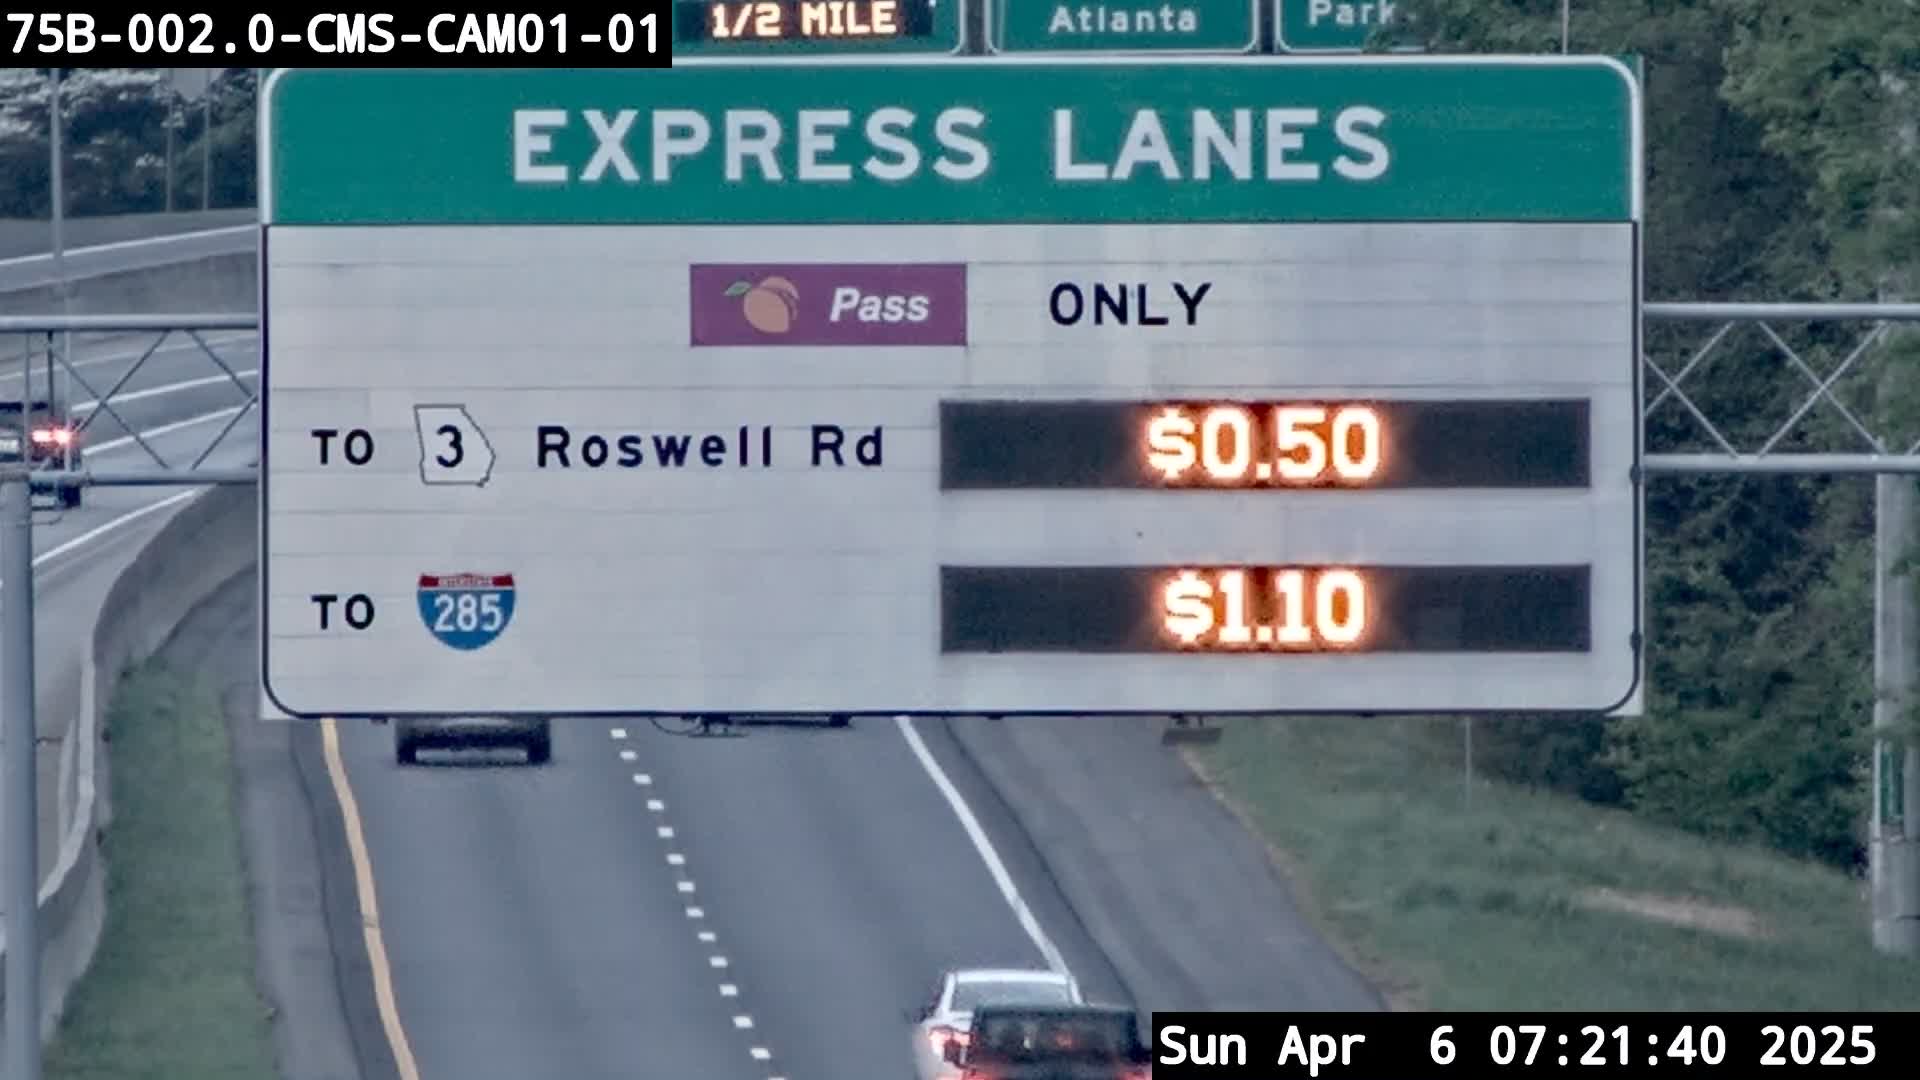 75B-002.0-CMS-CAM01-01
1/2 MILE
Atlanta
Park
EXPRESS LANES
Pass ONLY
TO 3 Roswell Rd $0.50
TO 285 $1.10
Sun Apr 6 07:21:40 2025